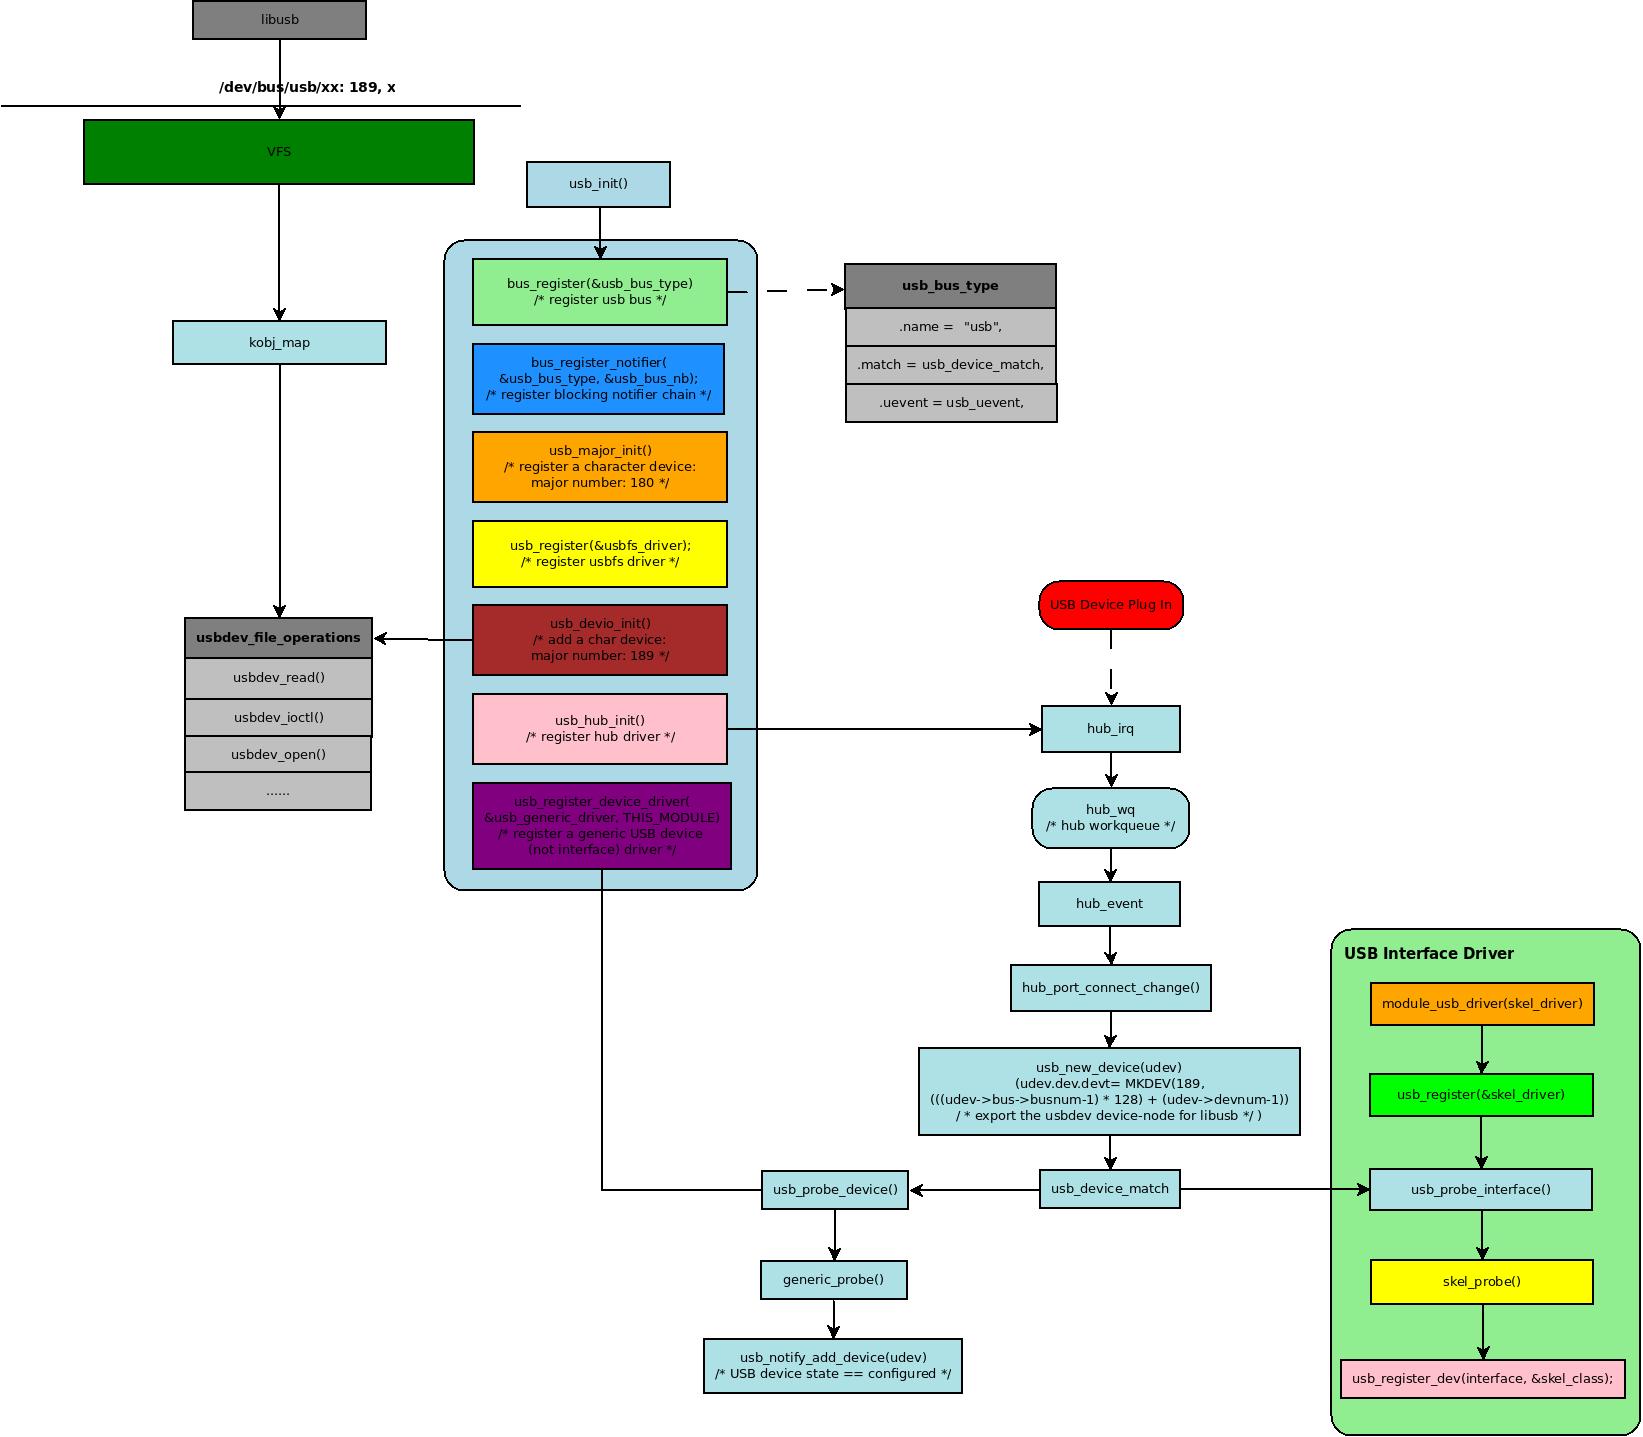 libusb
/dev/bus/usb/xx: 189, x
VFS
kobj_map
usbdev_file_operations
usbdev_read()
usbdev_ioctl()
usbdev_open()
......
usb_init()
bus_register(&usb_bus_type)
/* register usb bus */
bus_register_notifier(
&usb_bus_type, &usb_bus_nb);
/* register blocking notifier chain */
usb_major_init()
/* register a character device:
major number: 180 */
usb_register(&usbfs_driver);
/* register usbfs driver */
usb_devio_init()
/* add a char device:
major number: 189 */
usb_hub_init()
/* register hub driver */
usb_register_device_driver(
&usb_generic_driver, THIS_MODULE)
/* register a generic USB device
(not interface) driver */
usb_bus_type
.name =  "usb",
.match = usb_device_match,
.uevent = usb_uevent,
USB Device Plug In
hub_irq
hub_wq
/* hub workqueue */
hub_event
hub_port_connect_change()
usb_new_device(udev)
(udev.dev.devt= MKDEV(189,
(((udev->bus->busnum-1) * 128) + (udev->devnum-1))
/ * export the usbdev device-node for libusb */ )
usb_device_match
usb_probe_device()
generic_probe()
usb_notify_add_device(udev)
/* USB device state == configured */
USB Interface Driver
module_usb_driver(skel_driver)
usb_register(&skel_driver)
usb_probe_interface()
skel_probe()
usb_register_dev(interface, &skel_class);